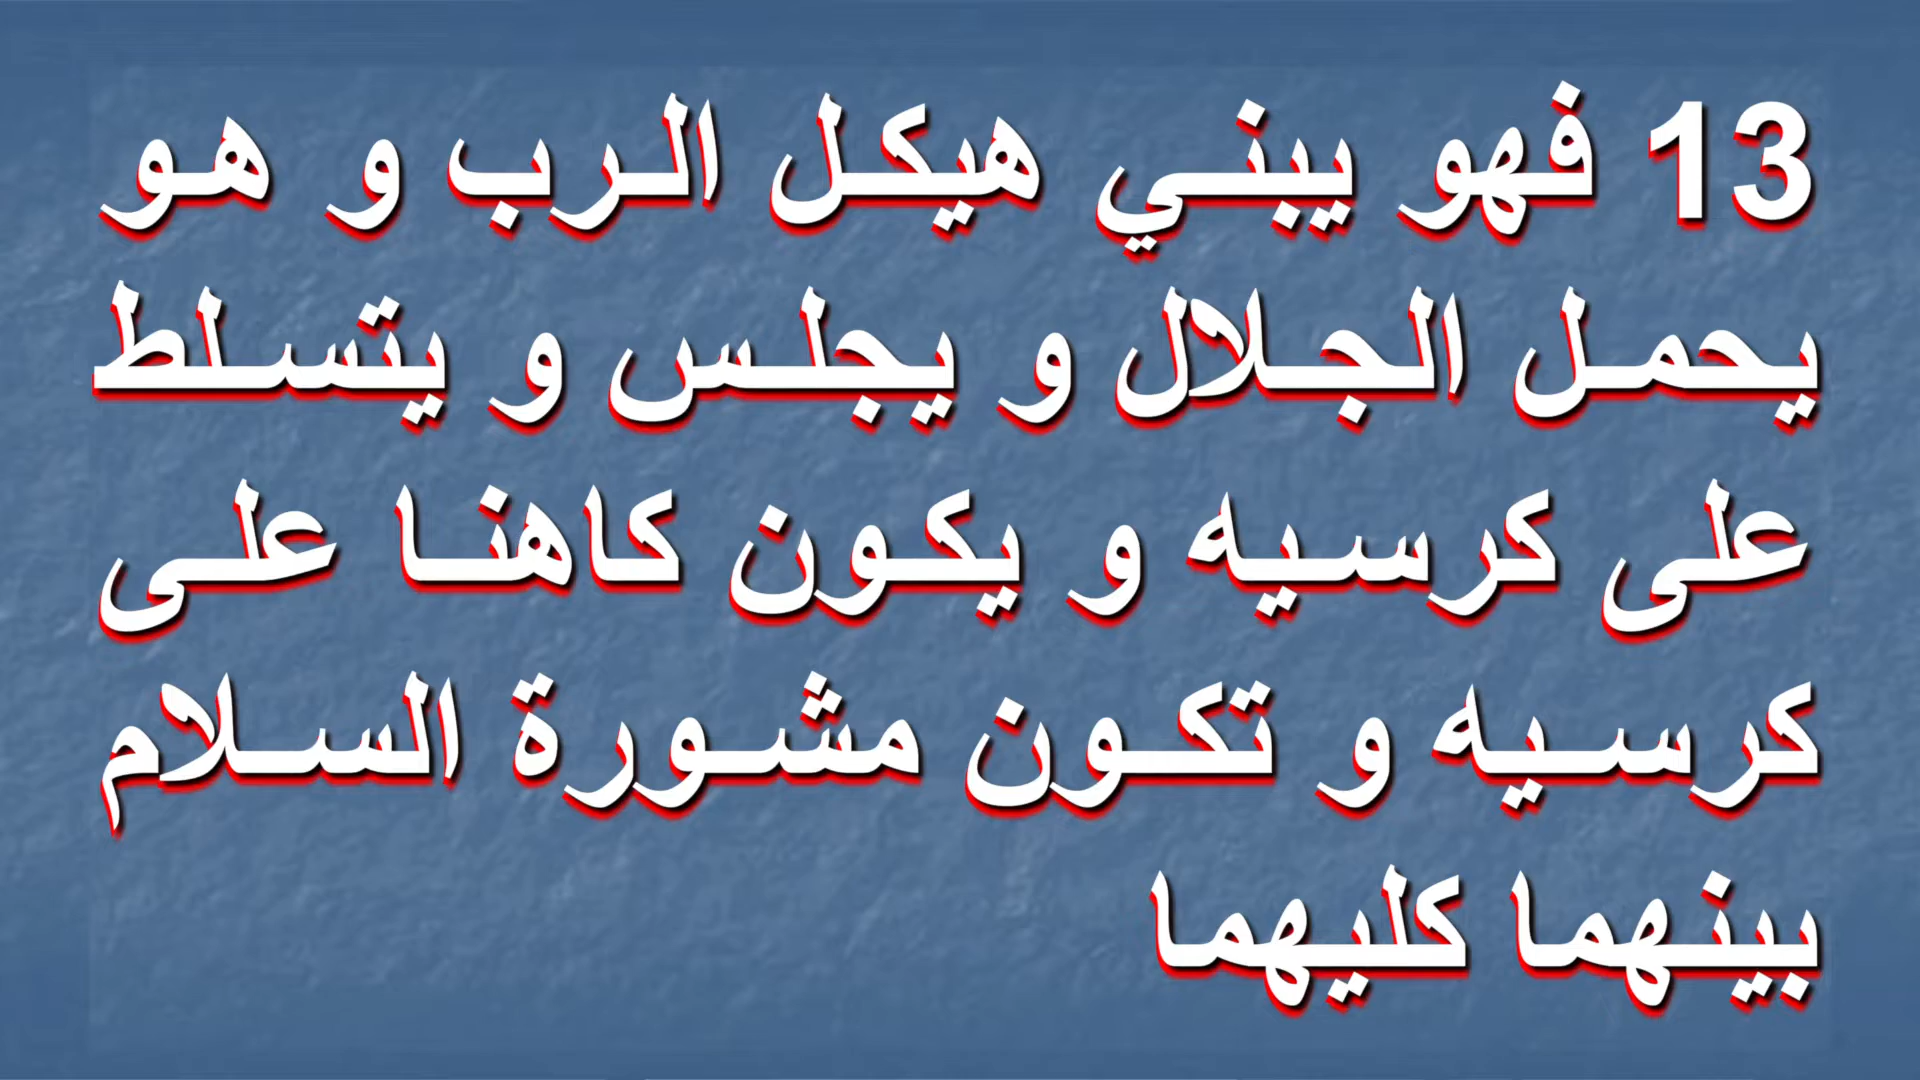 13 فهو يبني هيكل الرب و هو
يحمل الجلال و يجلس و يتسلط
على كرسيه و يكون كاهنا على
كرسيه و تكون مشورة السلام
بينهما كليهما